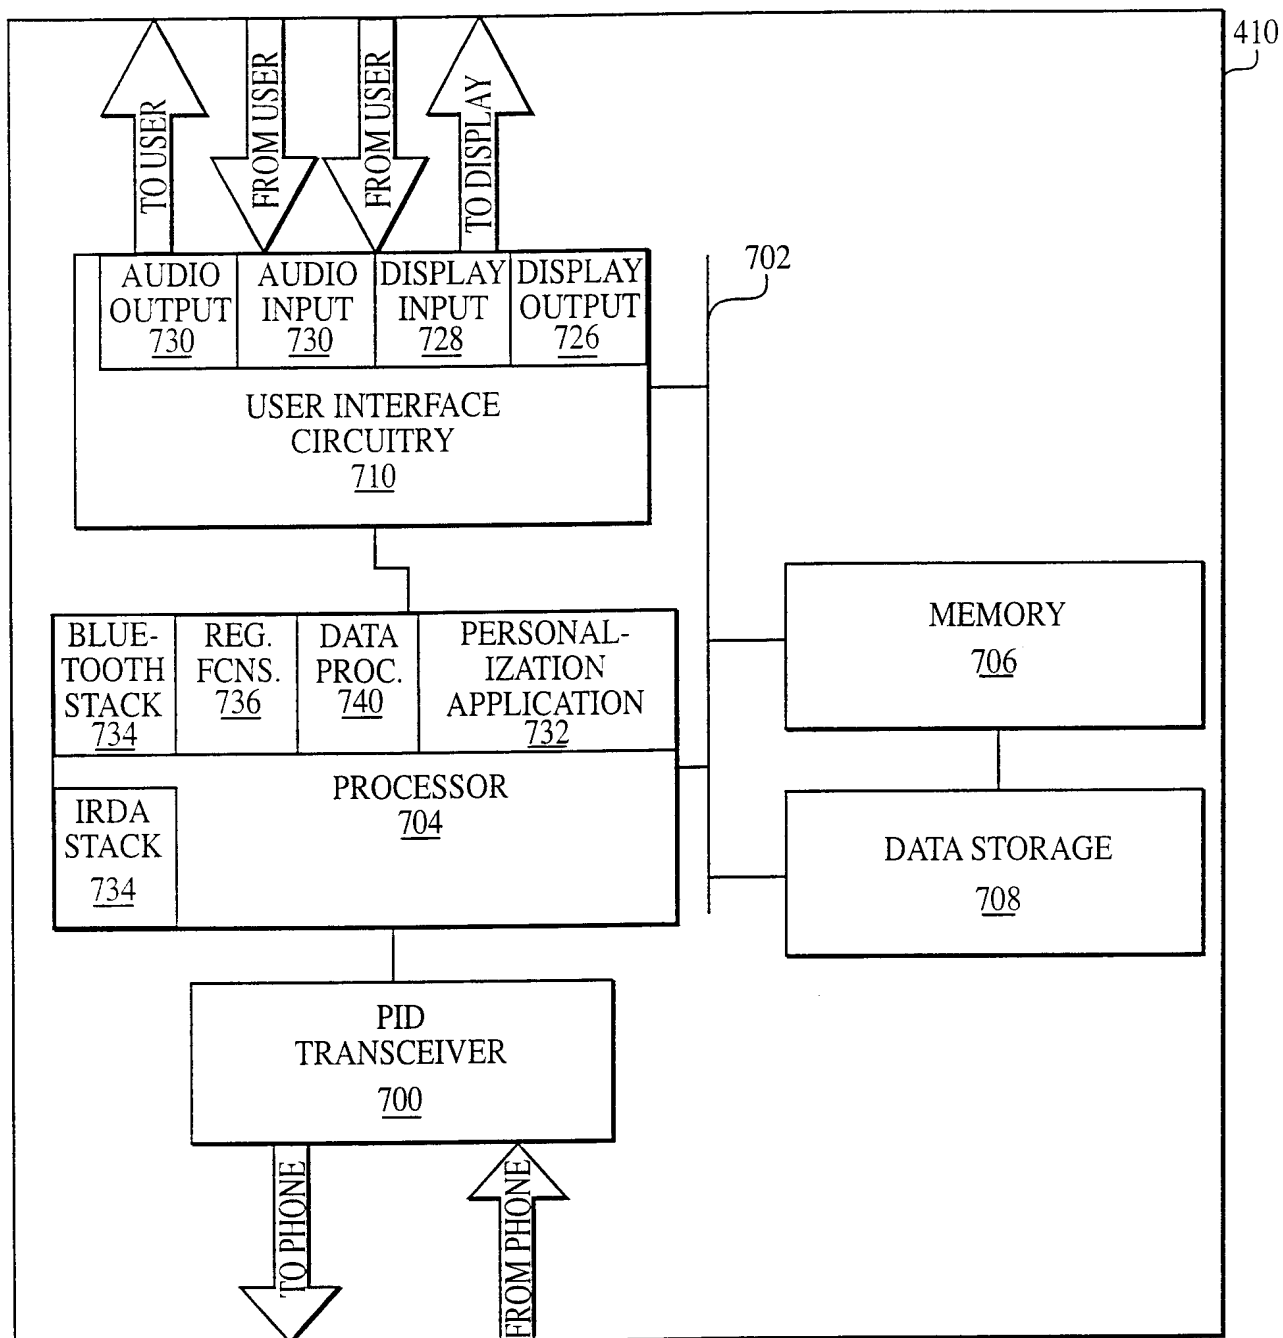 410
TO USER
FROM USER
FROM USER
TO DISPLAY
702
AUDIO
OUTPUT
730
AUDIO
INPUT
730
DISPLAY
INPUT
728
DISPLAY
OUTPUT
726
USER INTERFACE
CIRCUITRY
710
BLUE-
TOOTH
STACK
734
REG.
FCNS.
736
DATA
PROC.
740
PERSONAL-
IZATION
APPLICATION
732
MEMORY
706
PROCESSOR
704
IRDA
STACK
734
DATA STORAGE
708
PID
TRANSCEIVER
700
TO PHONE
FROM PHONE